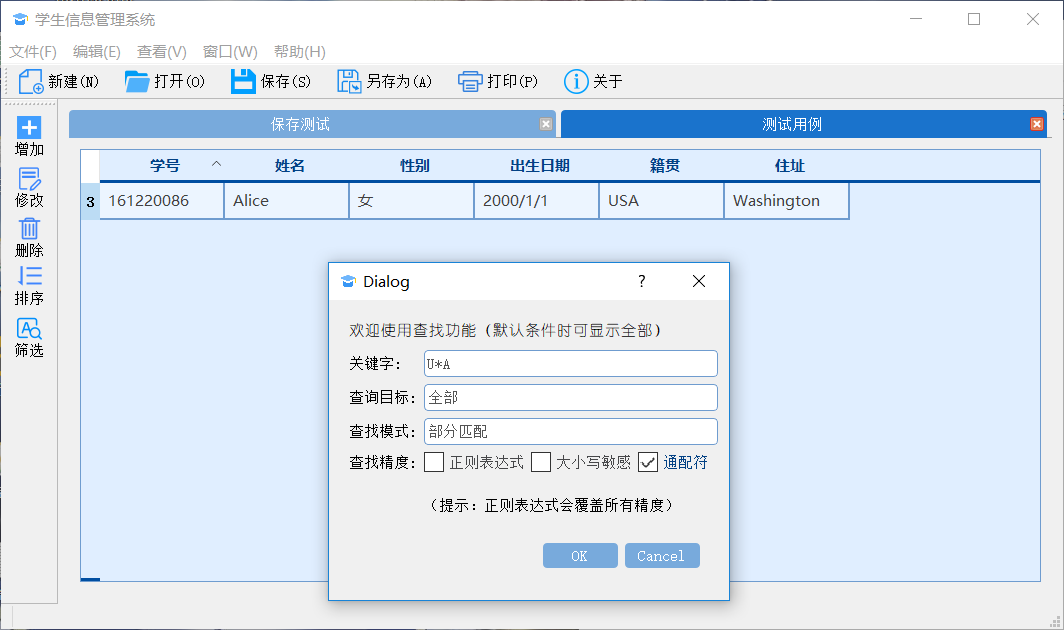 学生信息管理系统
文件(F) 编辑(E) 查看(V) 窗口(W) 帮助(H)
新建(N) 打开(O) 保存(S) 另存为(A) 打印(P) 关于
增加
修改
删除
排序
筛选
保存测试 测试用例
学号 姓名 性别 出生日期 籍贯 住址
3 161220086 Alice 女 2000/1/1 USA Washington
Dialog ?
欢迎使用查找功能（默认条件时可显示全部）
关键字： U*A
查询目标： 全部
查找模式： 部分匹配
查找精度： 正则表达式 大小写敏感 通配符
（提示：正则表达式会覆盖所有精度）
OK Cancel